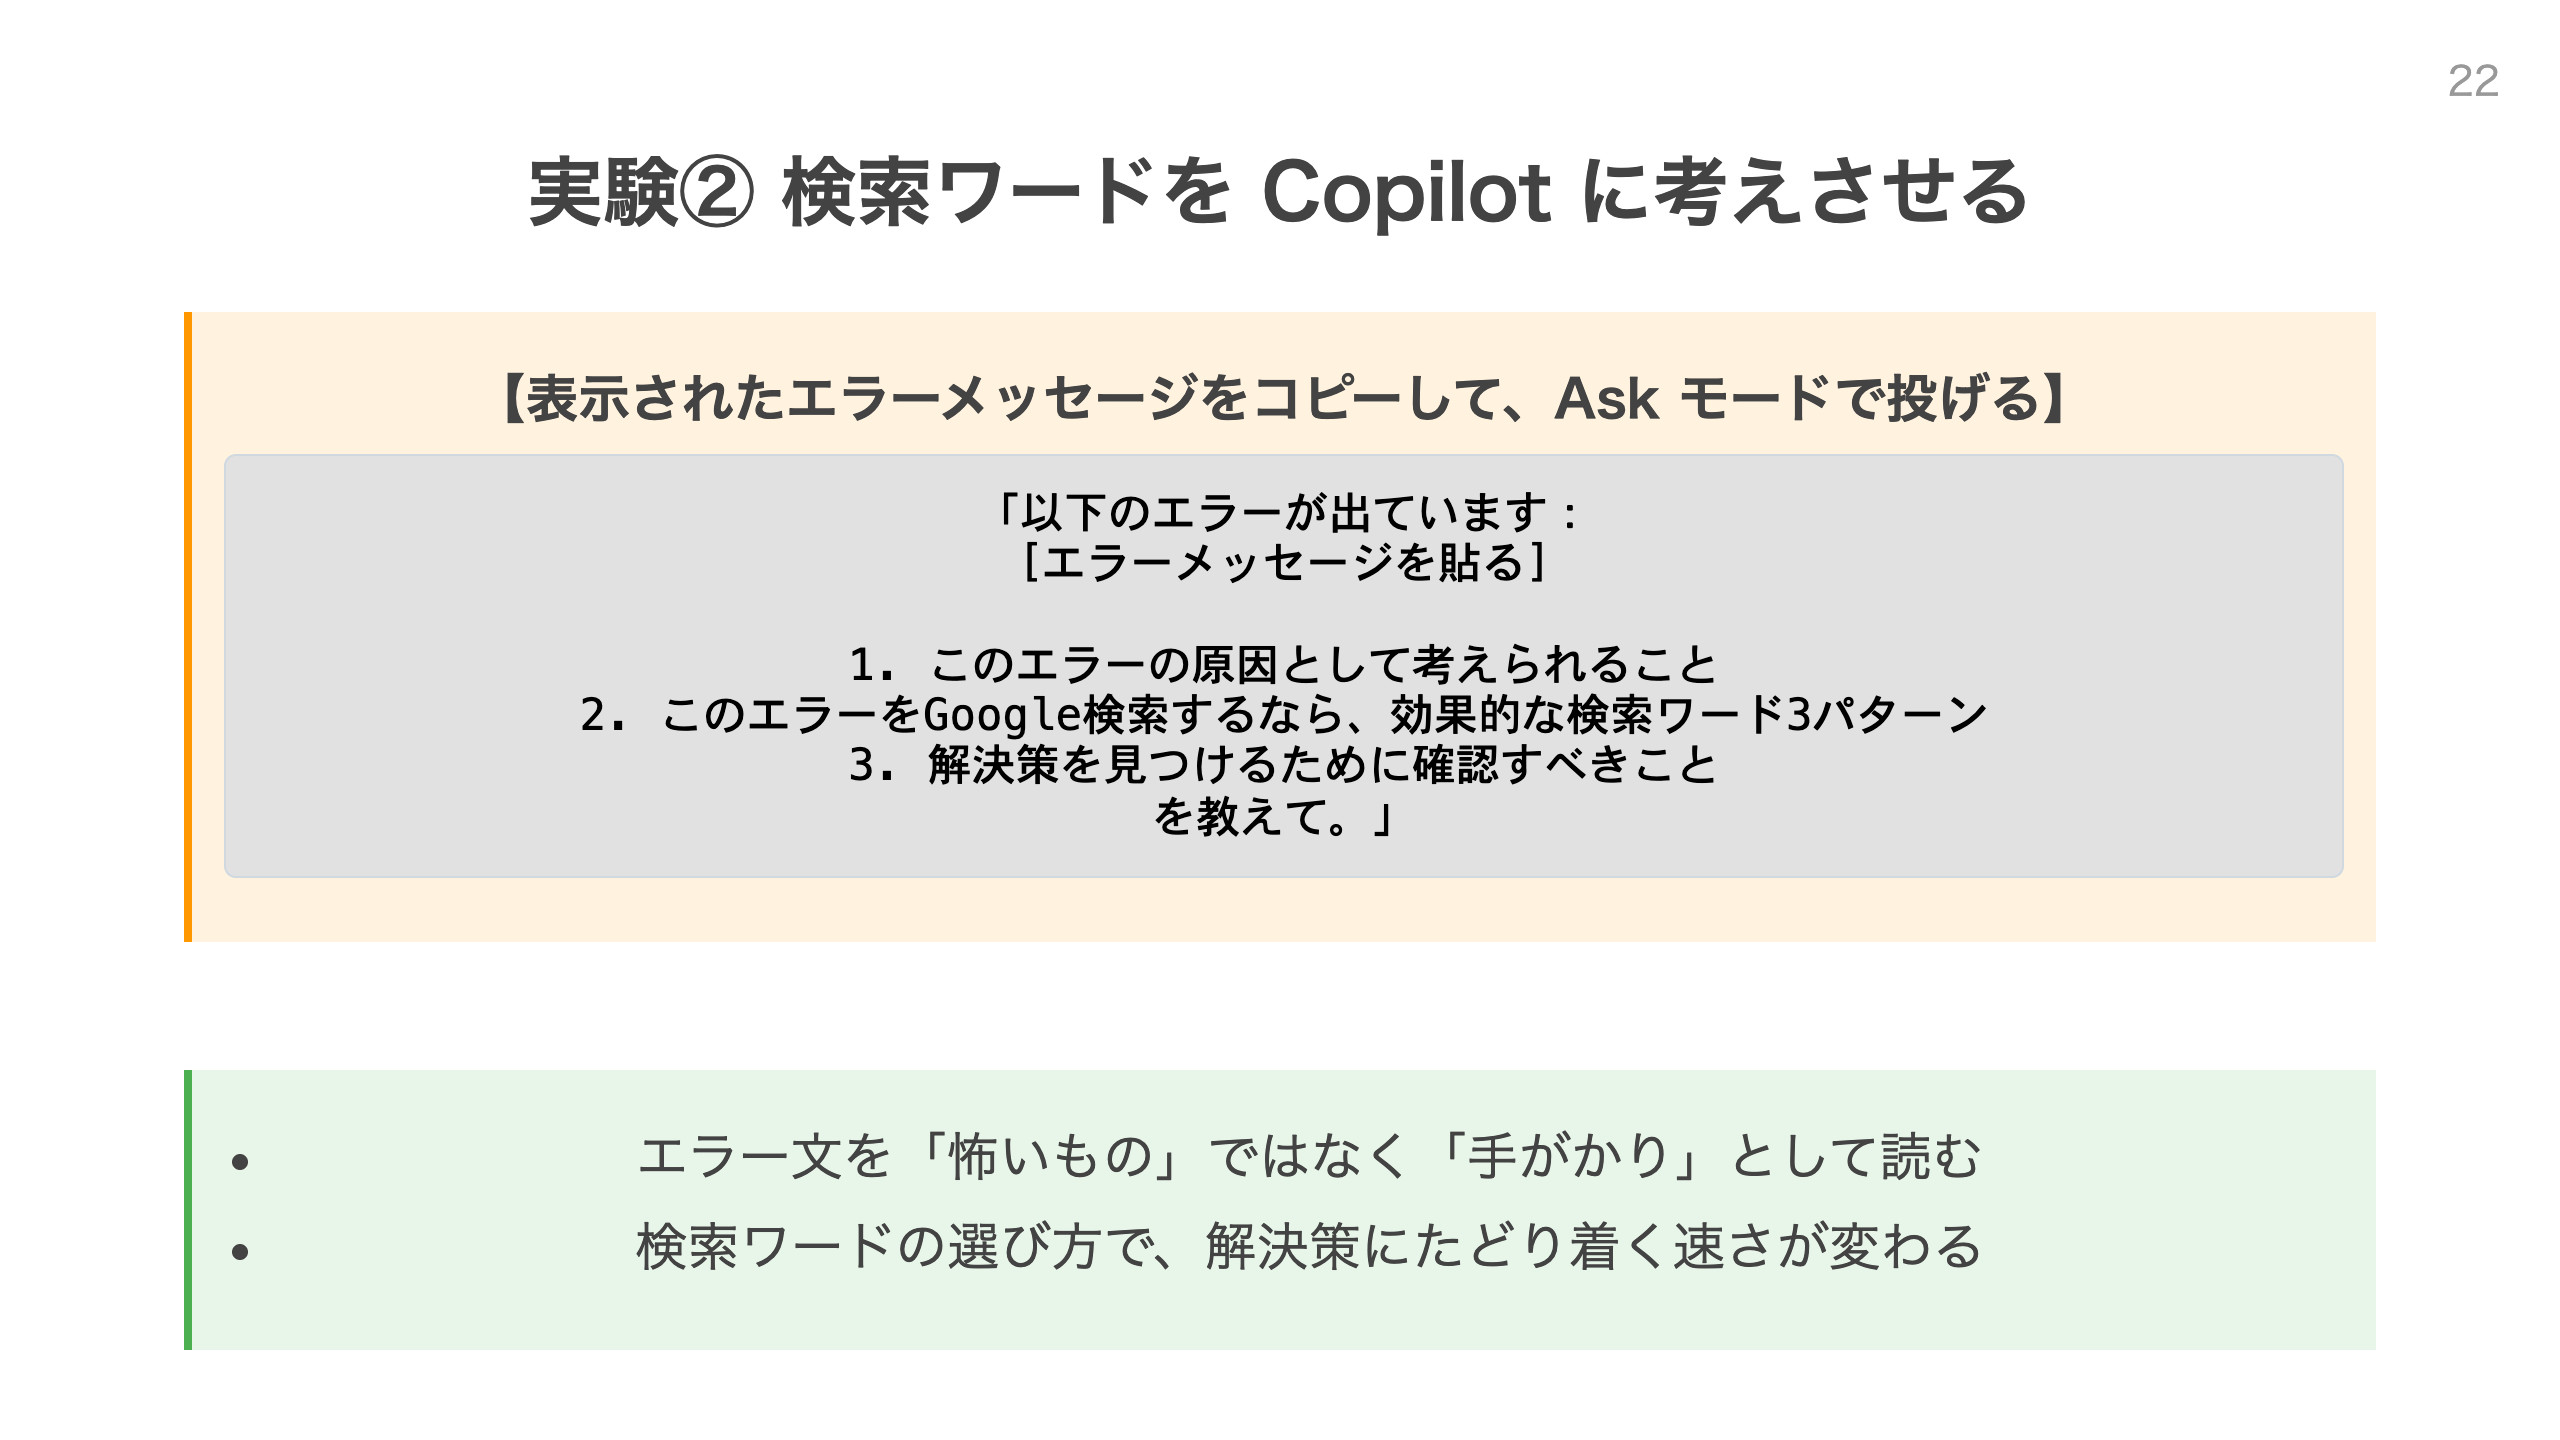 22
実験② 検索ワードを Copilot に考えさせる
【表示されたエラーメッセージをコピーして、Ask モードで投げる】
「以下のエラーが出ています：
[エラーメッセージを貼る]
1. このエラーの原因として考えられること
2. このエラーをGoogle検索するなら、効果的な検索ワード3パターン
3. 解決策を見つけるために確認すべきこと
を教えて。」
• エラー文を「怖いもの」ではなく「手がかり」として読む
• 検索ワードの選び方で、解決策にたどり着く速さが変わる